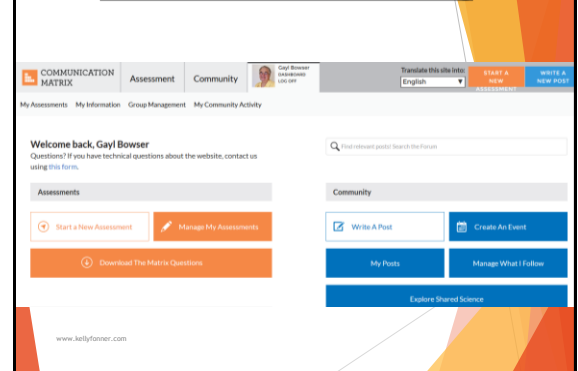 COMMUNICATION
MATRIX
Assessment
Community
Gayl Bowser
DASHBOARD
LOG OFF
Translate this site into:
English
START A
NEW
ASSESSMENT
WRITE A
NEW POST
My Assessments My Information Group Management My Community Activity
Welcome back, Gayl Bowser
Questions? If you have technical questions about the website, contact us
using this form.
Find relevant posts! Search the Forum
Assessments
Community
Start a New Assessment
Manage My Assessments
Write A Post
Create An Event
Download The Matrix Questions
My Posts
Manage What I Follow
Explore Shared Science
www.kellyfonner.com